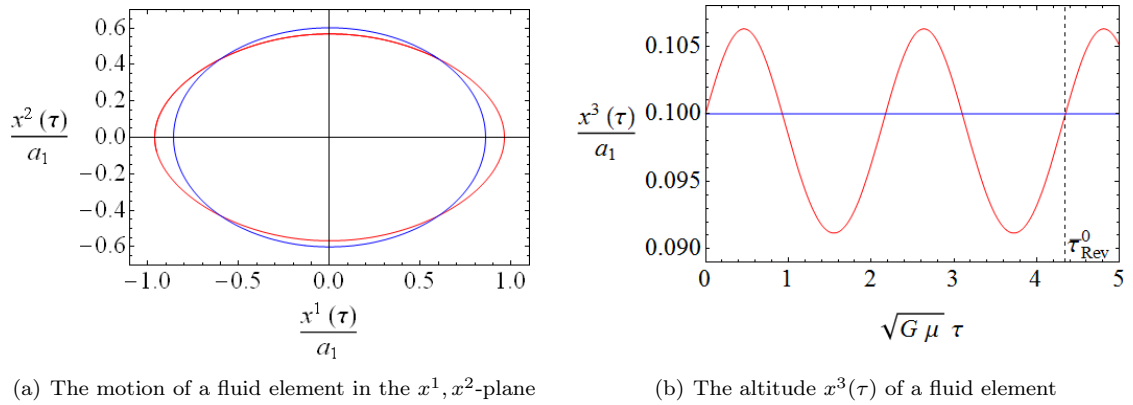 0.6
0.4
0.2
0.0
−0.2
−0.4
−0.6
x² (τ)
a₁
−1.0
−0.5
0.0
0.5
1.0
x¹ (τ)
a₁
(a) The motion of a fluid element in the x¹, x²-plane
0.105
0.100
0.095
0.090
x³ (τ)
a₁
0
1
2
3
4
5
τ⁰Rev
√G μ τ
(b) The altitude x³(τ) of a fluid element